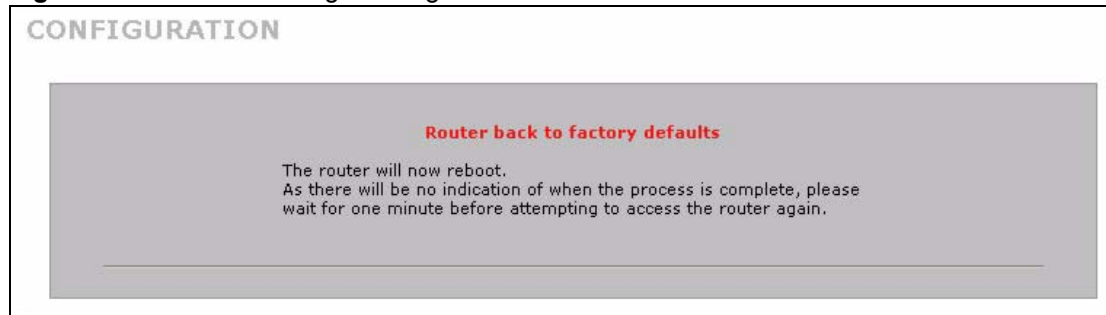 CONFIGURATION
Router back to factory defaults
The router will now reboot.
As there will be no indication of when the process is complete, please
wait for one minute before attempting to access the router again.